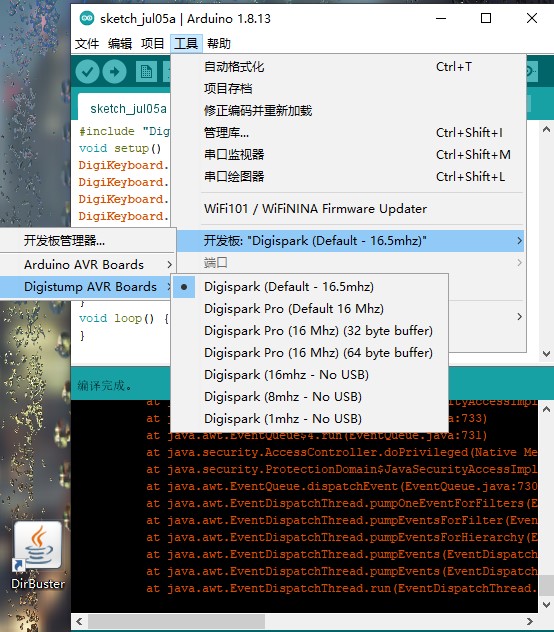 sketch_jul05a | Arduino 1.8.13
文件 编辑 项目 工具 帮助
自动格式化 Ctrl+T
项目存档
修正编码并重新加载
管理库... Ctrl+Shift+I
串口监视器 Ctrl+Shift+M
串口绘图器 Ctrl+Shift+L
WiFi101 / WiFiNINA Firmware Updater
开发板: "Digispark (Default - 16.5mhz)"
端口
sketch_jul05a
#include "Dig
void setup()
DigiKeyboard.
DigiKeyboard.
DigiKeyboard.
DigiKeyboard.
开发板管理器...
Arduino AVR Boards
Digistump AVR Boards
Digispark (Default - 16.5mhz)
Digispark Pro (Default 16 Mhz)
Digispark Pro (16 Mhz) (32 byte buffer)
Digispark Pro (16 Mhz) (64 byte buffer)
Digispark (16mhz - No USB)
Digispark (8mhz - No USB)
Digispark (1mhz - No USB)
}
void loop() {
}
编译完成。
at j
at java.awt.EventQueue$4.run(EventQueue.java:731)
at java.security.AccessController.doPrivileged(Native Me
at java.security.ProtectionDomain$JavaSecurityAccessImpl
at java.awt.EventQueue.dispatchEvent(EventQueue.java:730
at java.awt.EventDispatchThread.pumpOneEventForFilters(E
at java.awt.EventDispatchThread.pumpEventsForFilter(Even
at java.awt.EventDispatchThread.pumpEventsForHierarchy(E
at java.awt.EventDispatchThread.pumpEvents(EventDispatch
at java.awt.EventDispatchThread.pumpEvents(EventDispatch
at java.awt.EventDispatchThread.run(EventDispatchThread.
Java
DirBuster